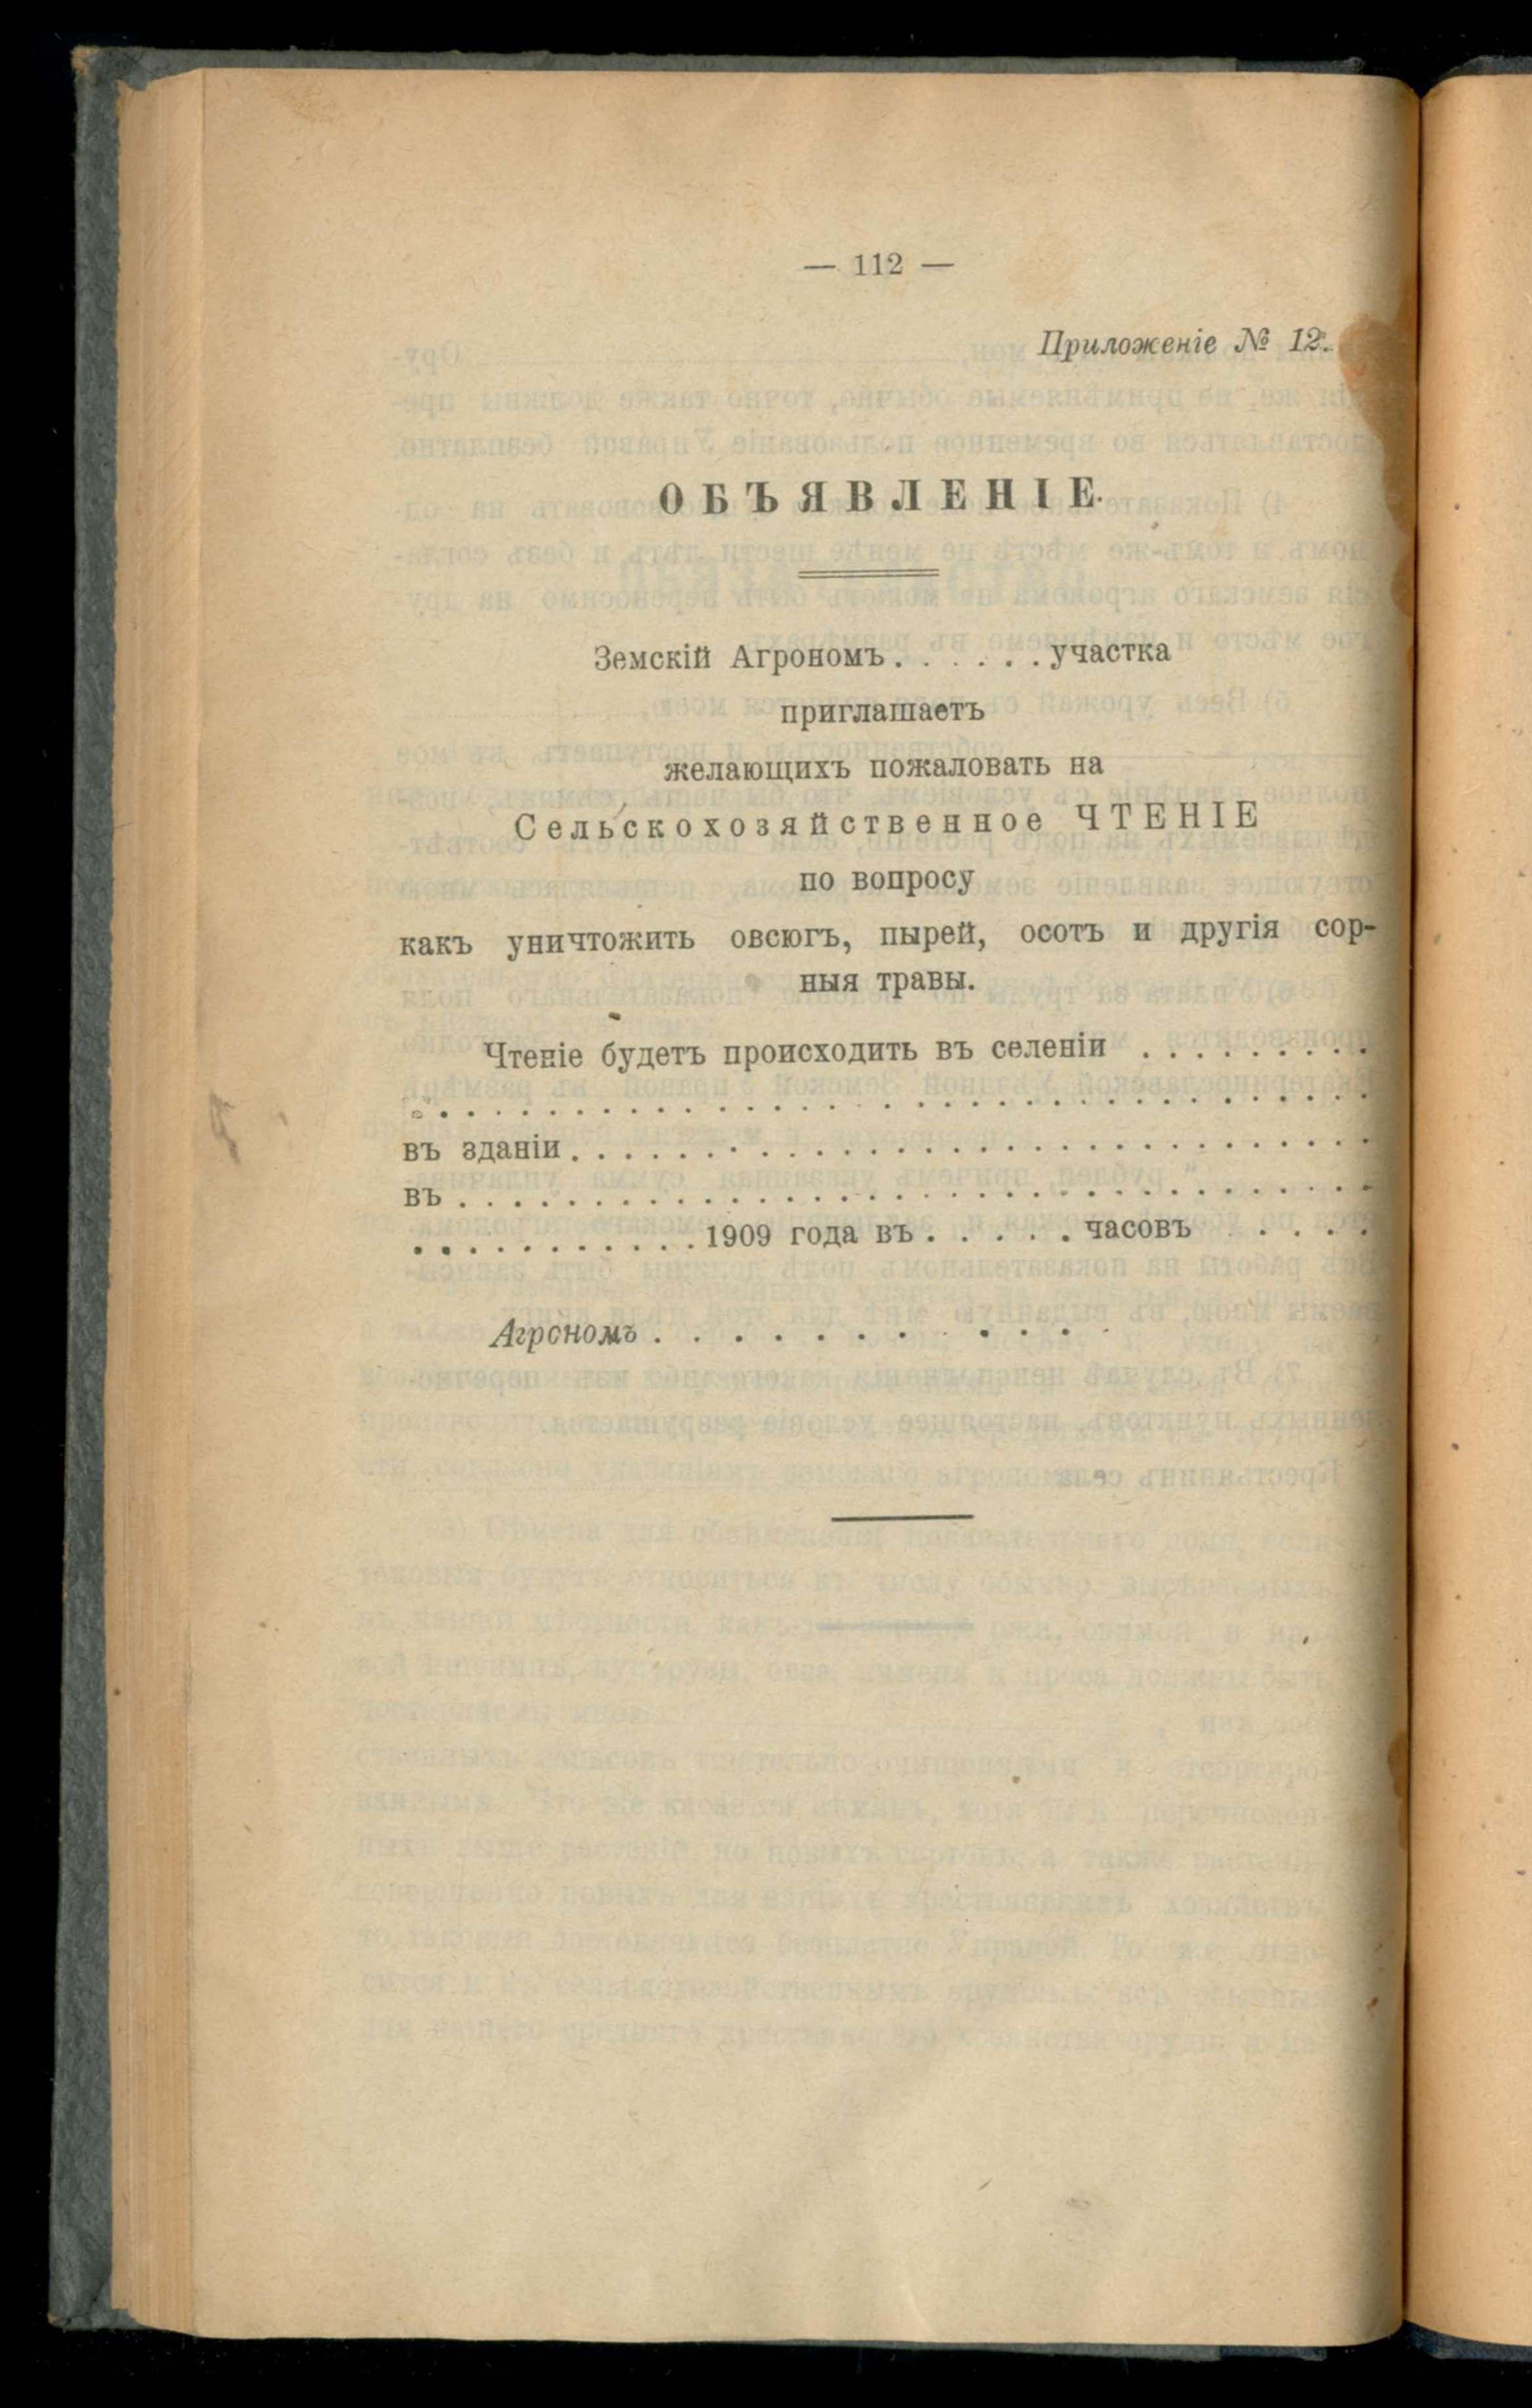 — 112 —
Приложеніе № 12.
ОБЪЯВЛЕНІЕ.
Земскій Агрономъ . . . . . . участка
приглашаетъ
желающихъ пожаловать на
Сельскохозяйственное ЧТЕНІЕ
по вопросу
какъ уничтожить овсюгъ, пырей, осотъ и другія сор-
ныя травы.
Чтеніе будетъ происходить въ селеніи . . . . . . . . .
. . . . . . . . . . . . . . . . . . . . . . . . . . . . . . . . . . . .
въ зданіи . . . . . . . . . . . . . . . . . . . . . . . . . . . . . .
въ . . . . . . . . . . . . . . . . . . . . . . . . . . . . . . . . . .
. . . . . . . . . . . 1909 года въ . . . . . . часовъ . . . . .
Агрономъ . . . . . . . . . . . . . . . . .